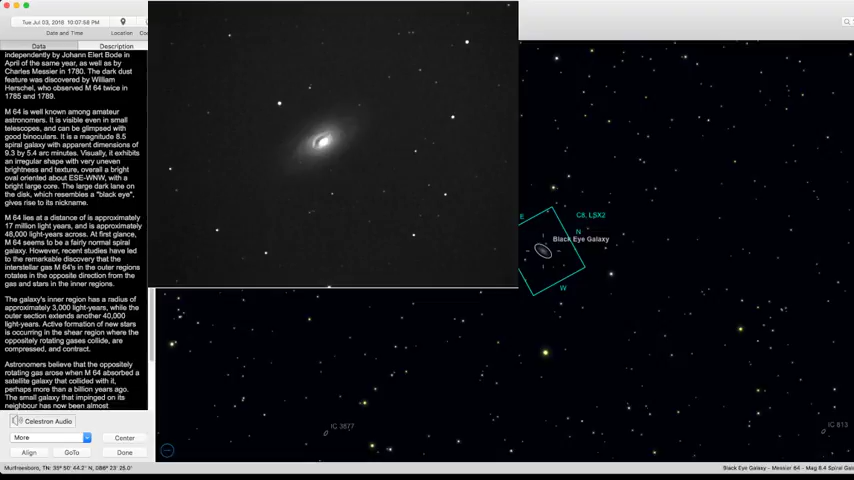 Tue Jul 03, 2018 10:07:58 PM
Date and Time
Location
Data
Description
independently by Johann Elert Bode in
April of the same year, as well as by
Charles Messier in 1780. The dark dust
feature was discovered by William
Herschel, who observed M 64 twice in
1785 and 1789.
M 64 is well known among amateur
astronomers. It is visible even in small
telescopes, and can be glimpsed with
good binoculars. It is a magnitude 8.5
spiral galaxy with apparent dimensions of
9.3 by 5.4 arc minutes. Visually, it exhibits
an irregular shape with very uneven
brightness and texture, overall a bright
oval oriented about ESE-WNW, with a
bright large core. The large dark lane on
the disk, which resembles a "black eye",
gives rise to its nickname.
M 64 lies at a distance of is approximately
17 million light years, and is approximately
48,000 light-years across. At first glance,
M 64 seems to be a fairly normal spiral
galaxy. However, recent studies have led
to the remarkable discovery that the
interstellar gas M 64's in the outer regions
rotates in the opposite direction from the
gas and stars in the inner regions.
The galaxy's inner region has a radius of
approximately 3,000 light-years, while the
outer section extends another 40,000
light-years. Active formation of new stars
is occurring in the shear region where the
oppositely rotating gases collide, are
compressed, and contract.
Astronomers believe that the oppositely
rotating gas arose when M 64 absorbed a
satellite galaxy that collided with it,
perhaps more than a billion years ago.
The small galaxy that impinged on its
neighbour has now been almost
Celestron Audio
More
Center
Align
GoTo
Done
E
C8, LSX2
N
Black Eye Galaxy
W
IC 3877
IC 813
Murfreesboro, TN: 35° 50' 44.2" N, 086° 23' 25.0"
Black Eye Galaxy - Messier 64 - Mag 8.4 Spiral Gala